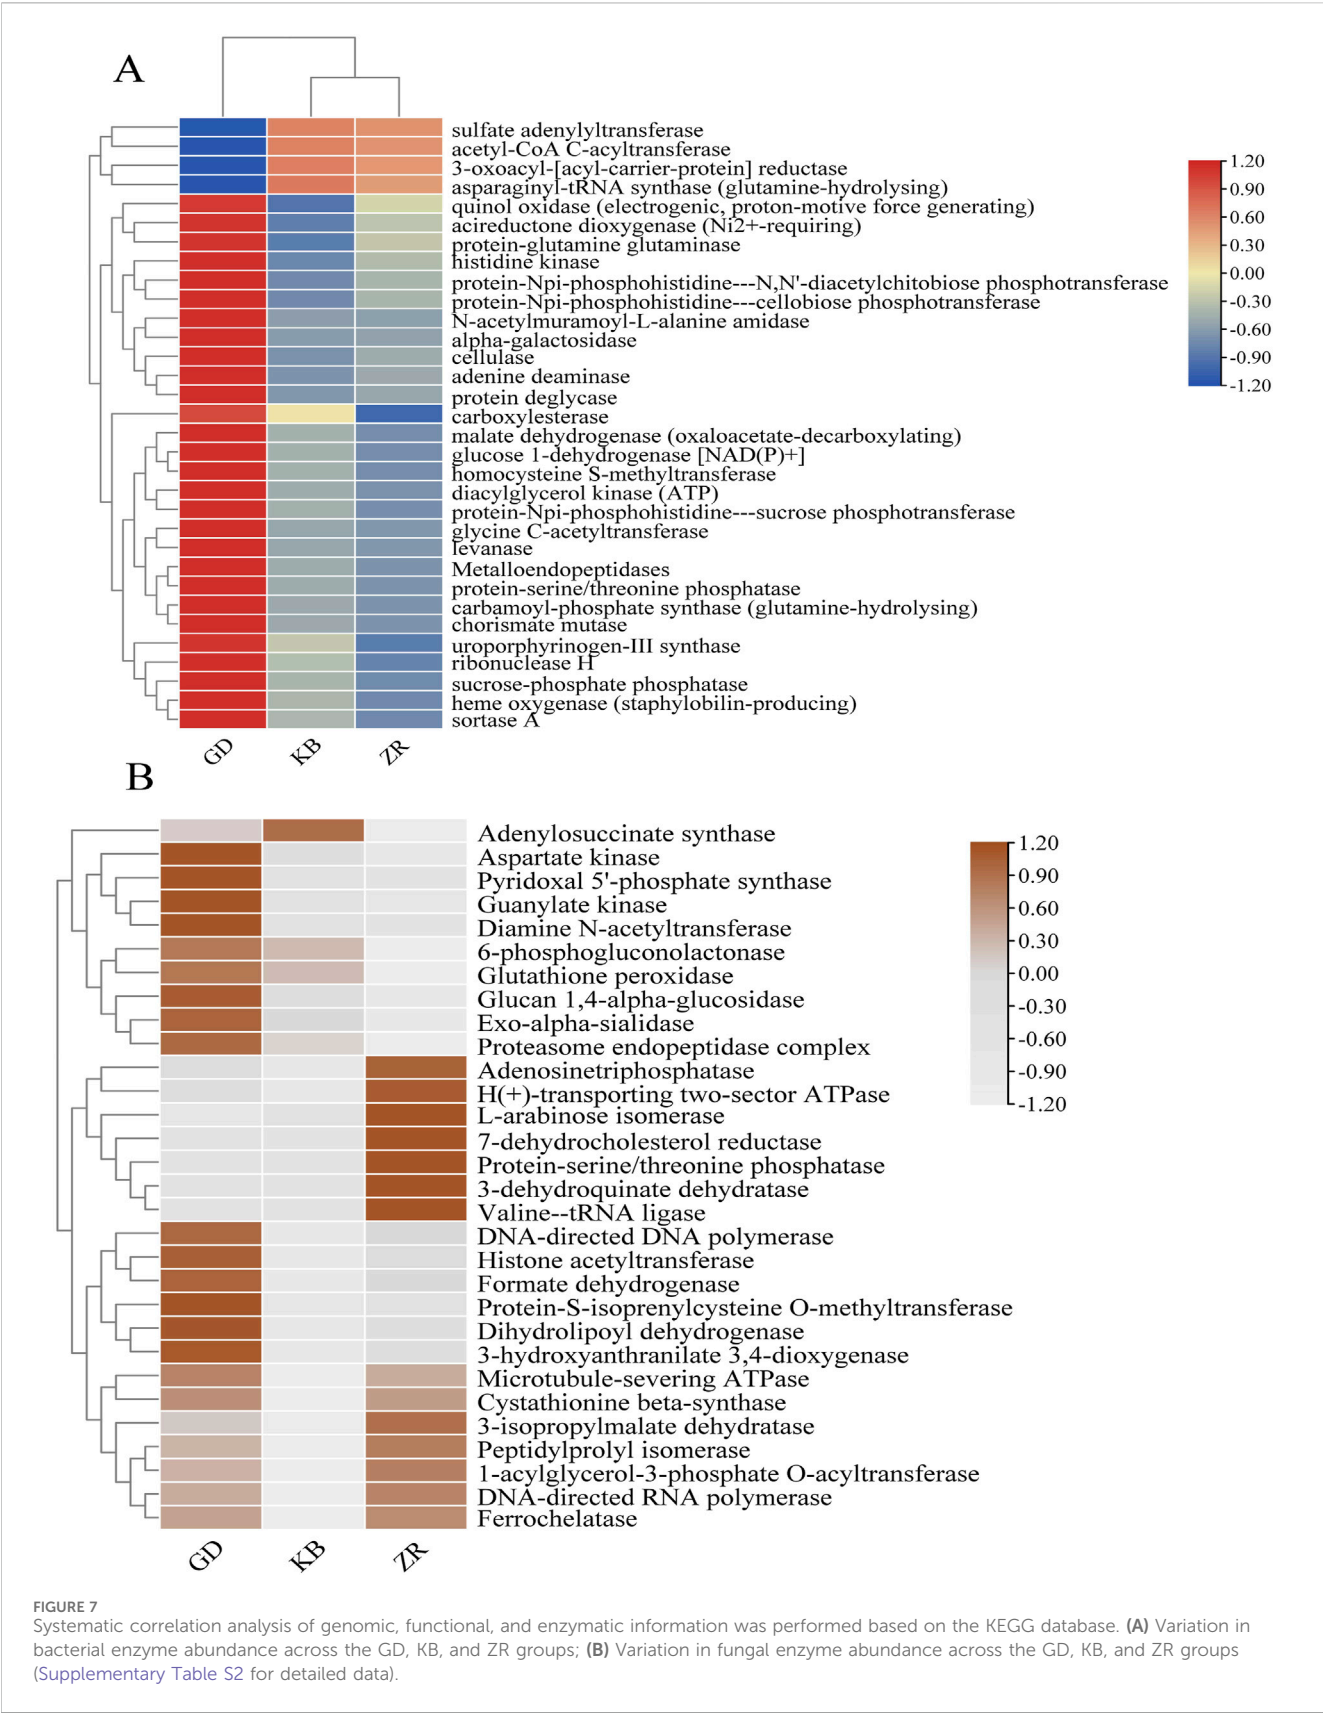 A
sulfate adenylyltransferase
acetyl-CoA C-acyltransferase
3-oxoacyl-[acyl-carrier-protein] reductase
asparaginyl-tRNA synthase (glutamine-hydrolysing)
quinol oxidase (electrogenic, proton-motive force generating)
acireductone dioxygenase (Ni2+-requiring)
protein-glutamine glutaminase
histidine kinase
protein-Npi-phosphohistidine---N,N'-diacetylchitobiose phosphotransferase
protein-Npi-phosphohistidine---cellobiose phosphotransferase
N-acetylmuramoyl-L-alanine amidase
alpha-galactosidase
cellulase
adenine deaminase
protein deglycase
carboxylesterase
malate dehydrogenase (oxaloacetate-decarboxylating)
glucose 1-dehydrogenase [NAD(P)+]
homocysteine S-methyltransferase
diacylglycerol kinase (ATP)
protein-Npi-phosphohistidine---sucrose phosphotransferase
glycine C-acetyltransferase
levanase
Metalloendopeptidases
protein-serine/threonine phosphatase
carbamoyl-phosphate synthase (glutamine-hydrolysing)
chorismate mutase
uroporphyrinogen-III synthase
ribonuclease H
sucrose-phosphate phosphatase
heme oxygenase (staphylobilin-producing)
sortase A
1.20
0.90
0.60
0.30
0.00
-0.30
-0.60
-0.90
-1.20
GD KB ZR
B
Adenylosuccinate synthase
Aspartate kinase
Pyridoxal 5'-phosphate synthase
Guanylate kinase
Diamine N-acetyltransferase
6-phosphogluconolactonase
Glutathione peroxidase
Glucan 1,4-alpha-glucosidase
Exo-alpha-sialidase
Proteasome endopeptidase complex
Adenosinetriphosphatase
H(+)-transporting two-sector ATPase
L-arabinose isomerase
7-dehydrocholesterol reductase
Protein-serine/threonine phosphatase
3-dehydroquinate dehydratase
Valine--tRNA ligase
DNA-directed DNA polymerase
Histone acetyltransferase
Formate dehydrogenase
Protein-S-isoprenylcysteine O-methyltransferase
Dihydrolipoyl dehydrogenase
3-hydroxyanthranilate 3,4-dioxygenase
Microtubule-severing ATPase
Cystathionine beta-synthase
3-isopropylmalate dehydratase
Peptidylprolyl isomerase
1-acylglycerol-3-phosphate O-acyltransferase
DNA-directed RNA polymerase
Ferrochelatase
1.20
0.90
0.60
0.30
0.00
-0.30
-0.60
-0.90
-1.20
GD KB ZR
FIGURE 7
Systematic correlation analysis of genomic, functional, and enzymatic information was performed based on the KEGG database. (A) Variation in
bacterial enzyme abundance across the GD, KB, and ZR groups; (B) Variation in fungal enzyme abundance across the GD, KB, and ZR groups
(Supplementary Table S2 for detailed data).